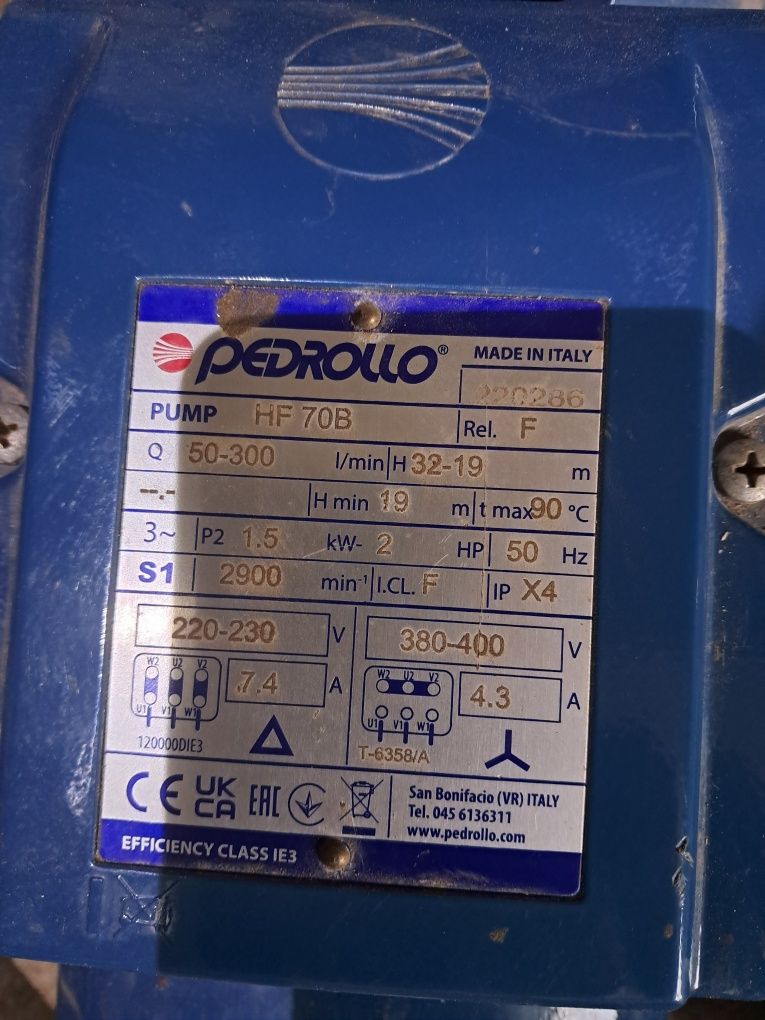 PEDROLLO® MADE IN ITALY
220286
PUMP HF 70B Rel. F
Q 50-300 l/min H 32-19 m
--.- H min 19 m t max 90 °C
3~ P2 1.5 kW- 2 HP 50 Hz
S1 2900 min⁻¹ I.CL. F IP X4
220-230 V 380-400 V
W2 U2 V2 7.4 A W2 U2 V2 4.3 A
U1 V1 W1 U1 V1 W1
120000DIE3 Δ T-6358/A
CE UK CA EAC San Bonifacio (VR) ITALY
Tel. 045 6136311
www.pedrollo.com
EFFICIENCY CLASS IE3